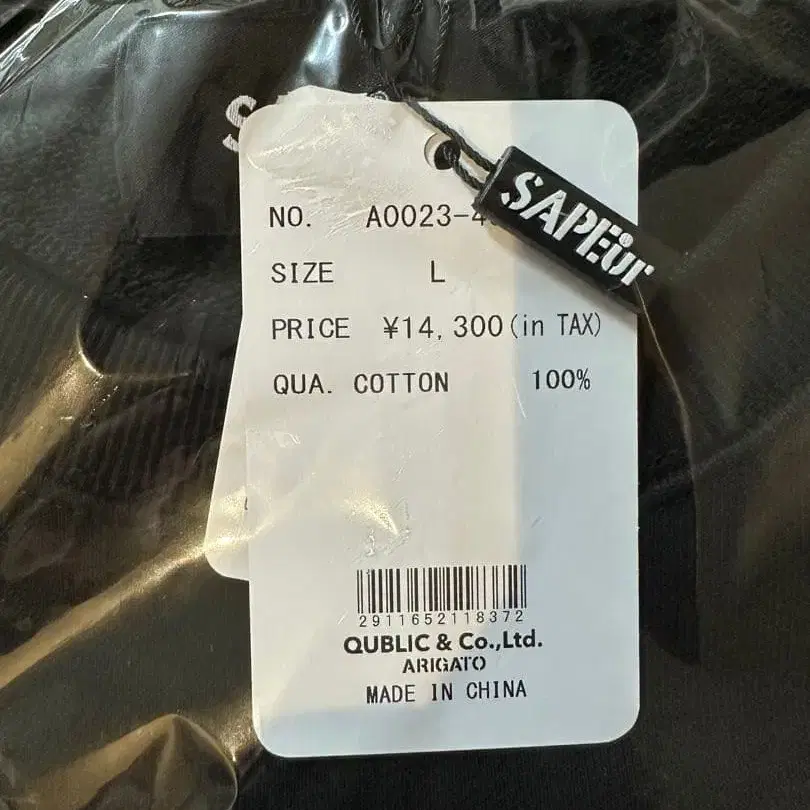 SAPEur
NO. A0023-4
SIZE L
PRICE ¥14,300(in TAX)
QUA. COTTON 100%
2911652118372
QUBLIC & Co.,Ltd.
ARIGATO
MADE IN CHINA